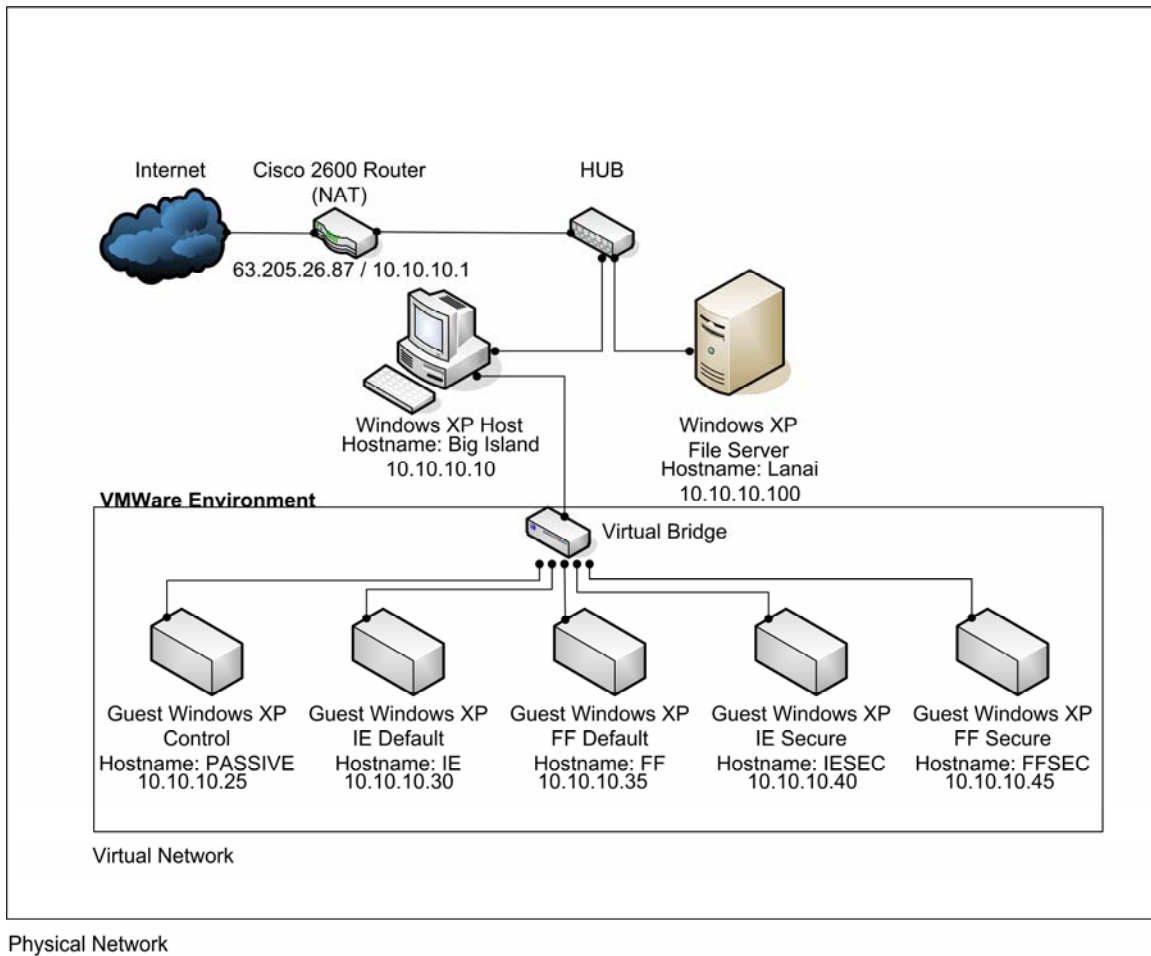 Internet
Cisco 2600 Router
(NAT)
HUB
63.205.26.87 / 10.10.10.1
Windows XP Host
Hostname: Big Island
10.10.10.10
Windows XP
File Server
Hostname: Lanai
10.10.10.100
VMWare Environment
Virtual Bridge
Guest Windows XP
Control
Hostname: PASSIVE
10.10.10.25
Guest Windows XP
IE Default
Hostname: IE
10.10.10.30
Guest Windows XP
FF Default
Hostname: FF
10.10.10.35
Guest Windows XP
IE Secure
Hostname: IESEC
10.10.10.40
Guest Windows XP
FF Secure
Hostname: FFSEC
10.10.10.45
Virtual Network
Physical Network